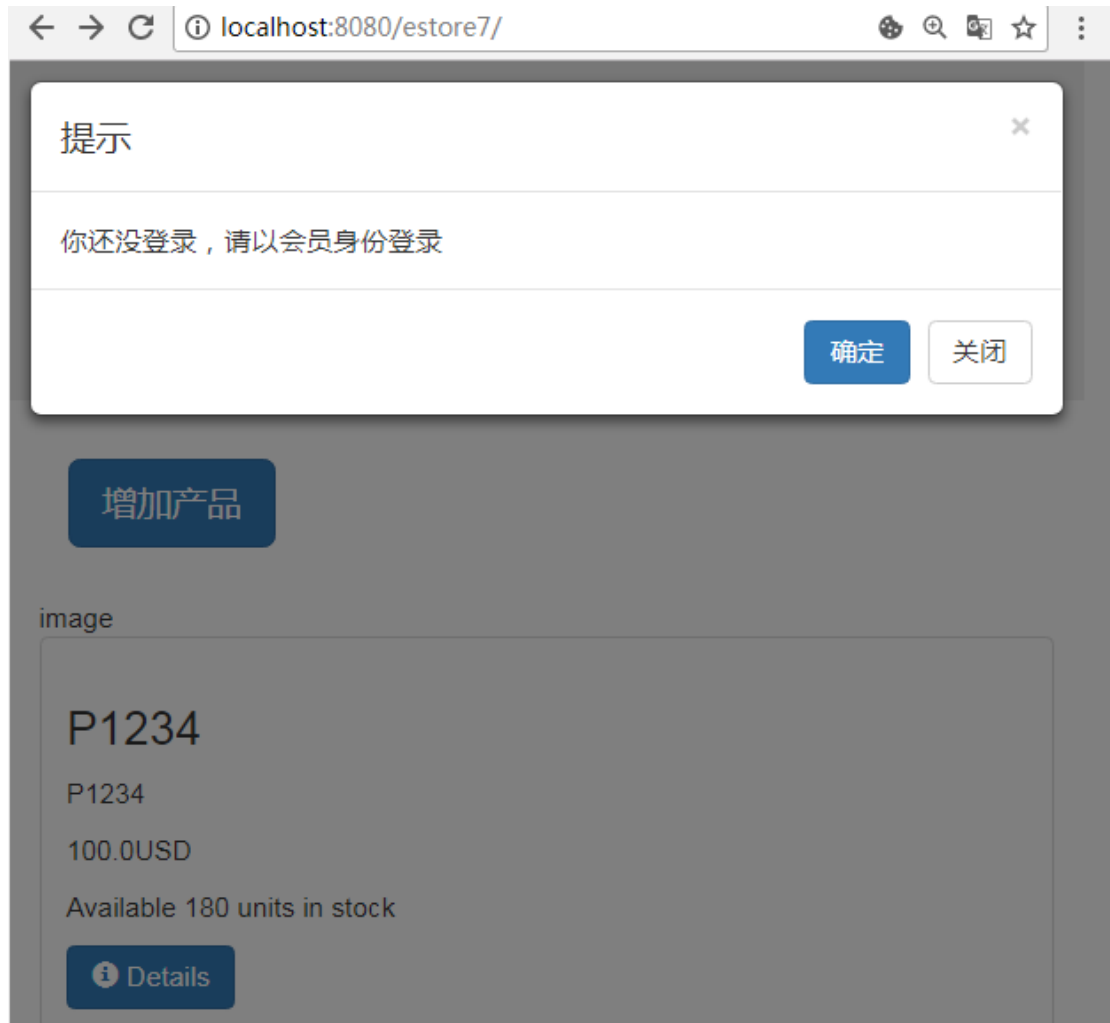 localhost:8080/estore7/
提示
×
你还没登录，请以会员身份登录
确定 关闭
增加产品
image
P1234
P1234
100.0USD
Available 180 units in stock
Details